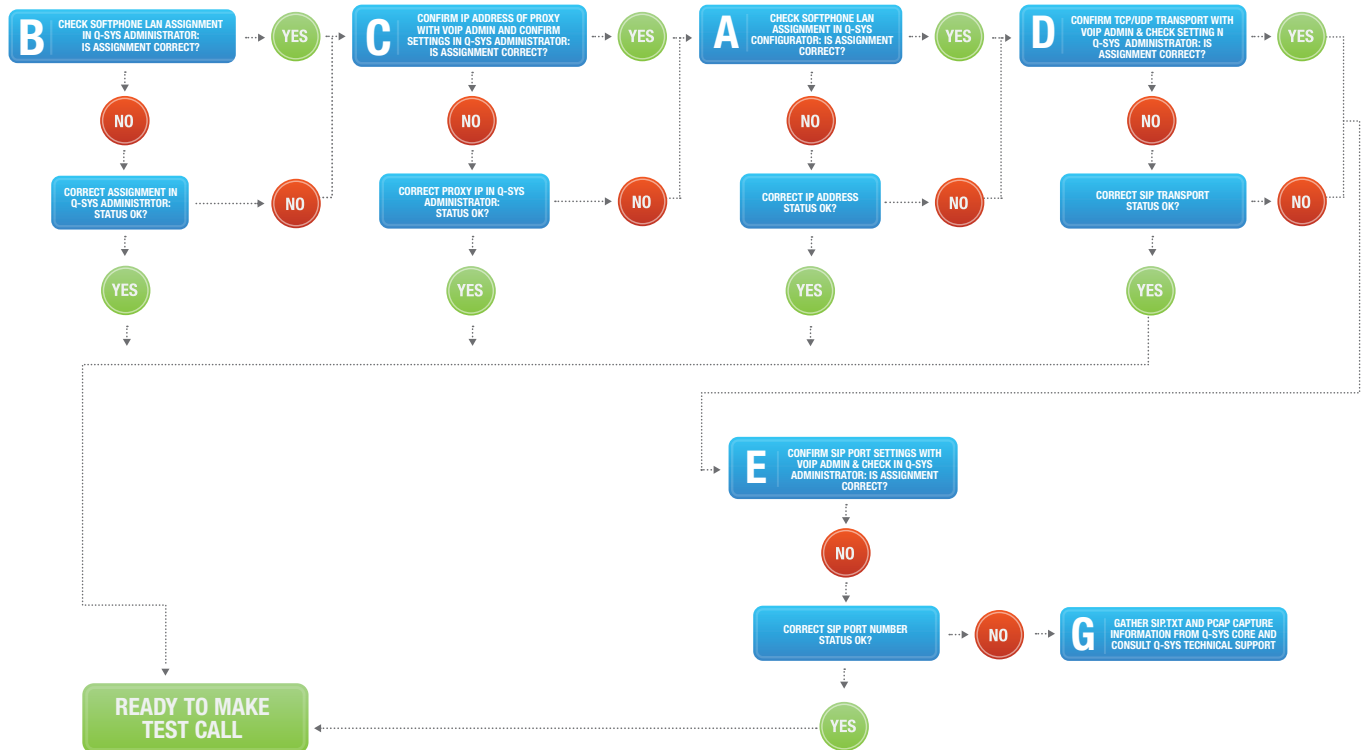 B
CHECK SOFTPHONE LAN ASSIGNMENT
IN Q-SYS ADMINISTRATOR:
IS ASSIGNMENT CORRECT?
YES
NO
CORRECT ASSIGNMENT IN
Q-SYS ADMINISTRTOR:
STATUS OK?
NO
YES
C
CONFIRM IP ADDRESS OF PROXY
WITH VOIP ADMIN AND CONFIRM
SETTINGS IN Q-SYS ADMINISTRATOR:
IS ASSIGNMENT CORRECT?
YES
NO
CORRECT PROXY IP IN Q-SYS
ADMINISTRATOR:
STATUS OK?
NO
YES
A
CHECK SOFTPHONE LAN
ASSIGNMENT IN Q-SYS
CONFIGURATOR: IS ASSIGNMENT
CORRECT?
YES
NO
CORRECT IP ADDRESS
STATUS OK?
NO
YES
D
CONFIRM TCP/UDP TRANSPORT WITH
VOIP ADMIN & CHECK SETTING N
Q-SYS ADMINISTRATOR: IS
ASSIGNMENT CORRECT?
YES
NO
CORRECT SIP TRANSPORT
STATUS OK?
NO
YES
E
CONFIRM SIP PORT SETTINGS WITH
VOIP ADMIN & CHECK IN Q-SYS
ADMINISTRATOR: IS ASSIGNMENT
CORRECT?
NO
CORRECT SIP PORT NUMBER
STATUS OK?
NO
G
GATHER SIP.TXT AND PCAP CAPTURE
INFORMATION FROM Q-SYS CORE AND
CONSULT Q-SYS TECHNICAL SUPPORT
YES
READY TO MAKE
TEST CALL